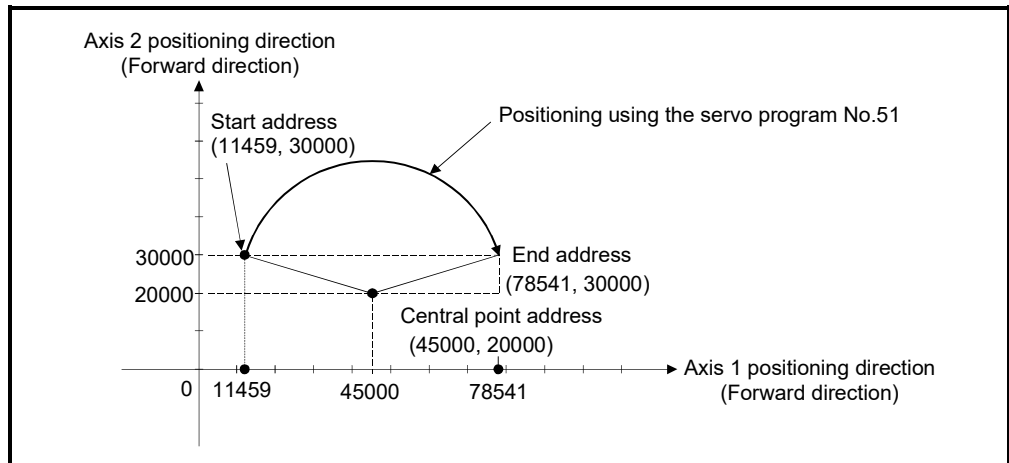 Axis 2 positioning direction
(Forward direction)
Start address
(11459, 30000)
Positioning using the servo program No.51
30000
20000
End address
(78541, 30000)
Central point address
(45000, 20000)
0
11459
45000
78541
Axis 1 positioning direction
(Forward direction)